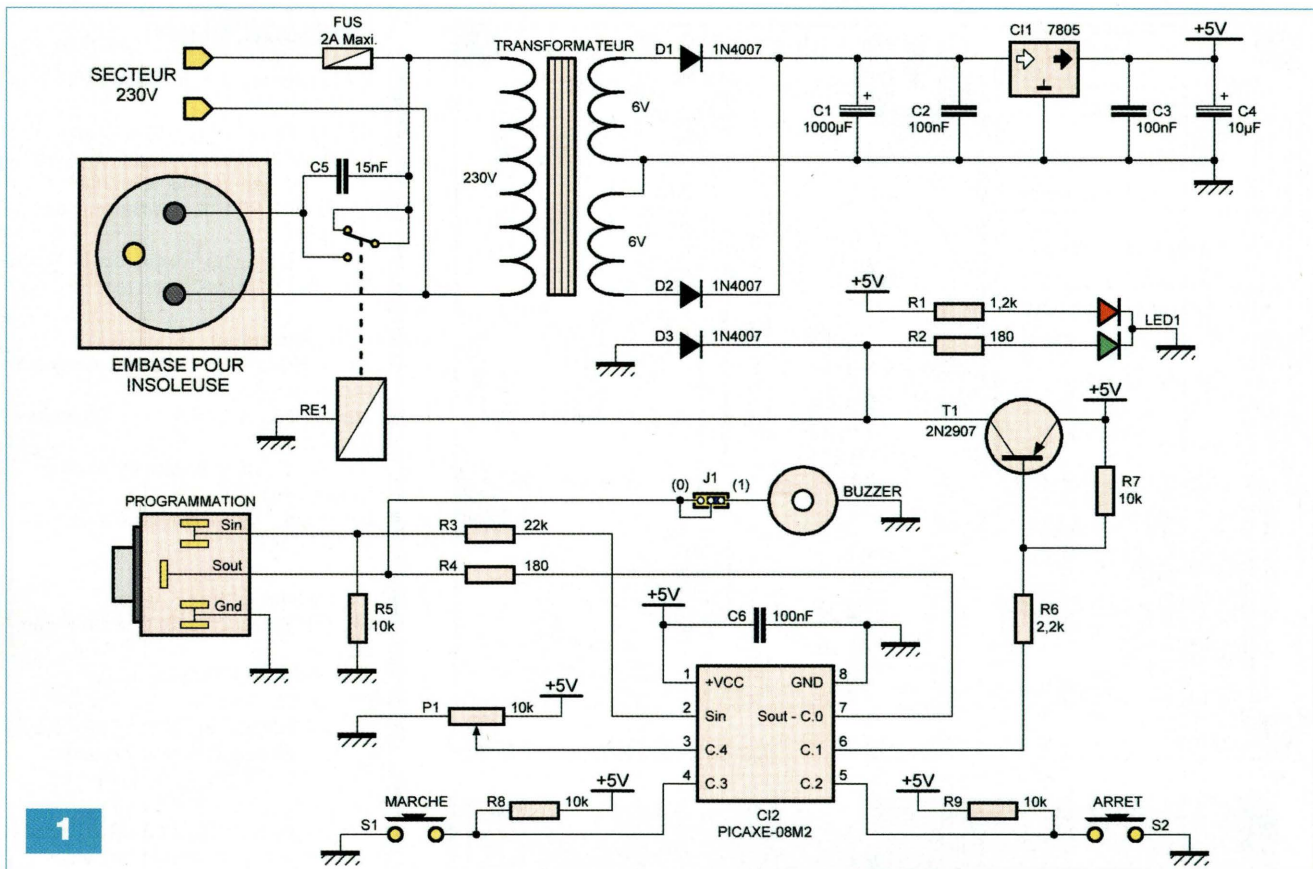 FUS
2A Maxi.
TRANSFORMATEUR
D1
1N4007
CI1
7805
+5V
SECTEUR
230V
6V
+
C1
1000µF
C2
100nF
C3
100nF
+
C4
10µF
C5
15nF
230V
6V
D2
1N4007
+5V
R1
1,2k
D3
1N4007
R2
180
LED1
EMBASE POUR
INSOLEUSE
RE1
T1
2N2907
+5V
R7
10k
PROGRAMMATION
(0)
J1
(1)
BUZZER
Sin
R3
22k
Sout
R4
180
Gnd
R5
10k
+5V
C6
100nF
R6
2,2k
1
+VCC
GND
8
P1
10k
+5V
2
Sin
Sout - C.0
7
3
C.4
C.1
6
4
C.3
C.2
5
MARCHE
R8
10k
+5V
+5V
R9
10k
ARRET
S1
CI2
PICAXE-08M2
S2
1